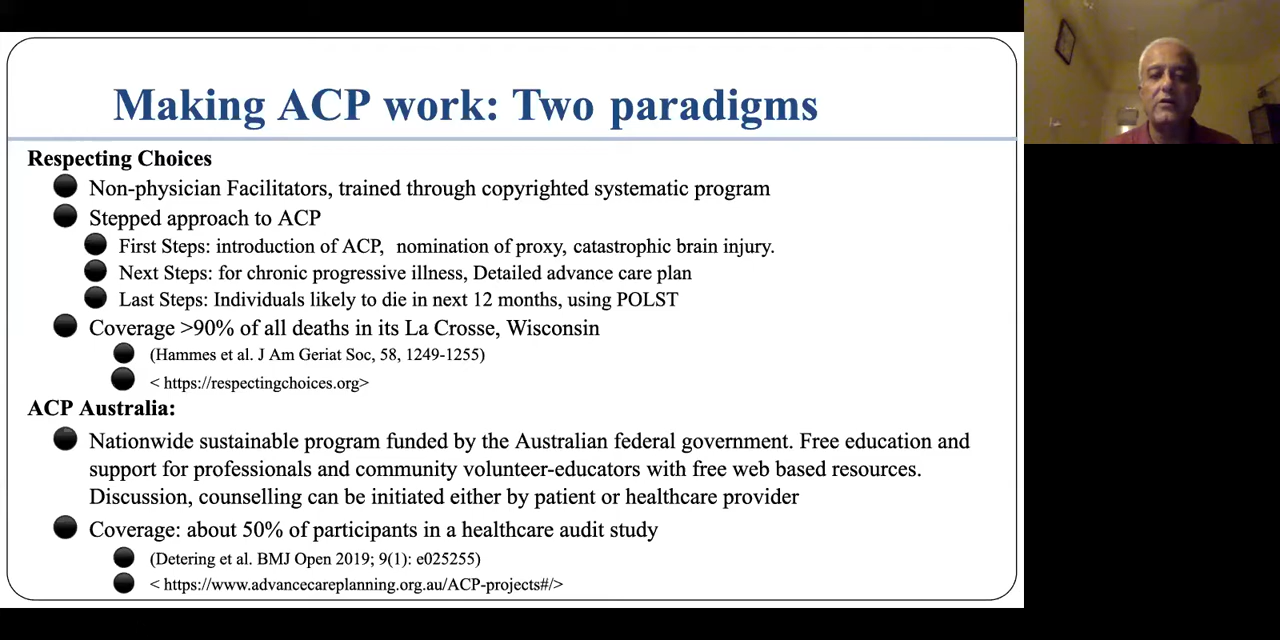 Making ACP work: Two paradigms
Respecting Choices
Non-physician Facilitators, trained through copyrighted systematic program
Stepped approach to ACP
First Steps: introduction of ACP, nomination of proxy, catastrophic brain injury.
Next Steps: for chronic progressive illness, Detailed advance care plan
Last Steps: Individuals likely to die in next 12 months, using POLST
Coverage >90% of all deaths in its La Crosse, Wisconsin
(Hammes et al. J Am Geriat Soc, 58, 1249-1255)
< https://respectingchoices.org>
ACP Australia:
Nationwide sustainable program funded by the Australian federal government. Free education and
support for professionals and community volunteer-educators with free web based resources.
Discussion, counselling can be initiated either by patient or healthcare provider
Coverage: about 50% of participants in a healthcare audit study
(Detering et al. BMJ Open 2019; 9(1): e025255)
< https://www.advancecareplanning.org.au/ACP-projects#/>